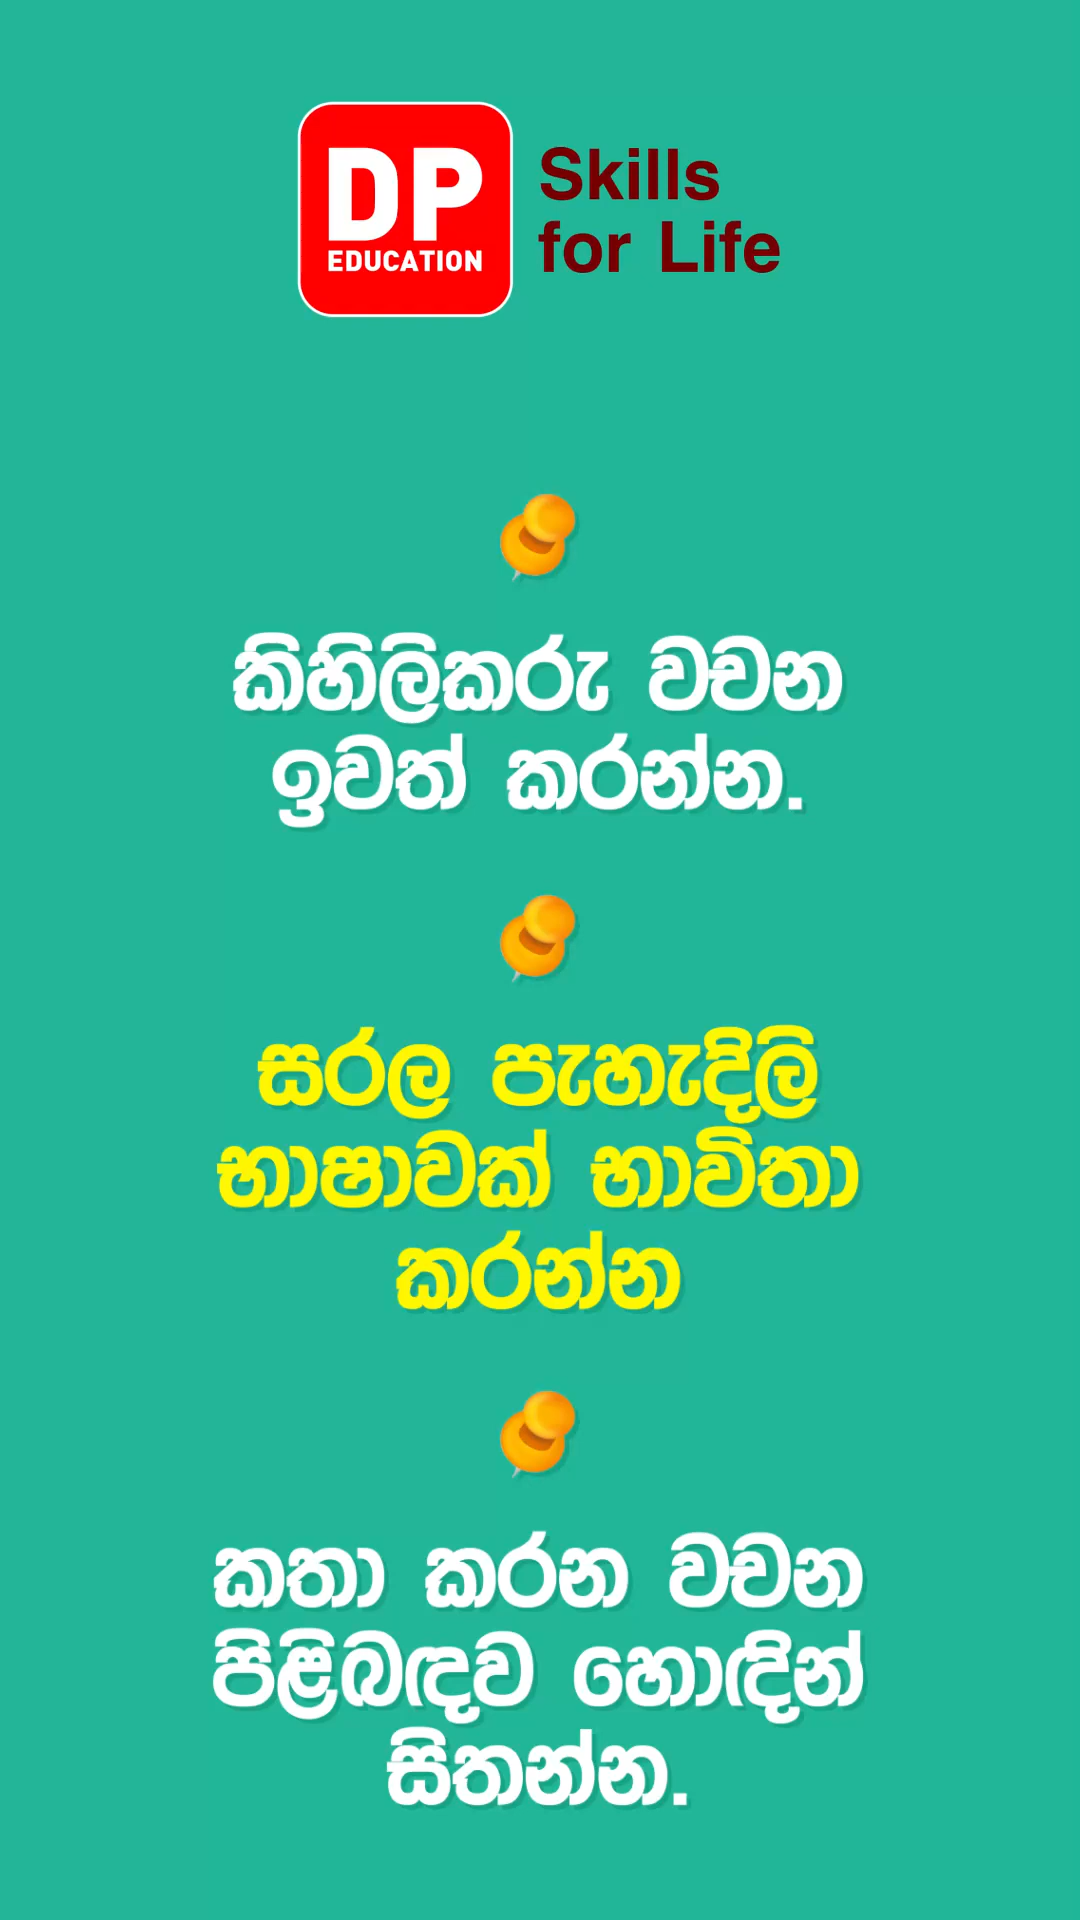 DP
EDUCATION
Skills
for Life
කිහිලිකරු වචන
ඉවත් කරන්න.
සරල පැහැදිලි
භාෂාවක් භාවිතා
කරන්න
කතා කරන වචන
පිළිබඳව හොඳින්
සිතන්න.